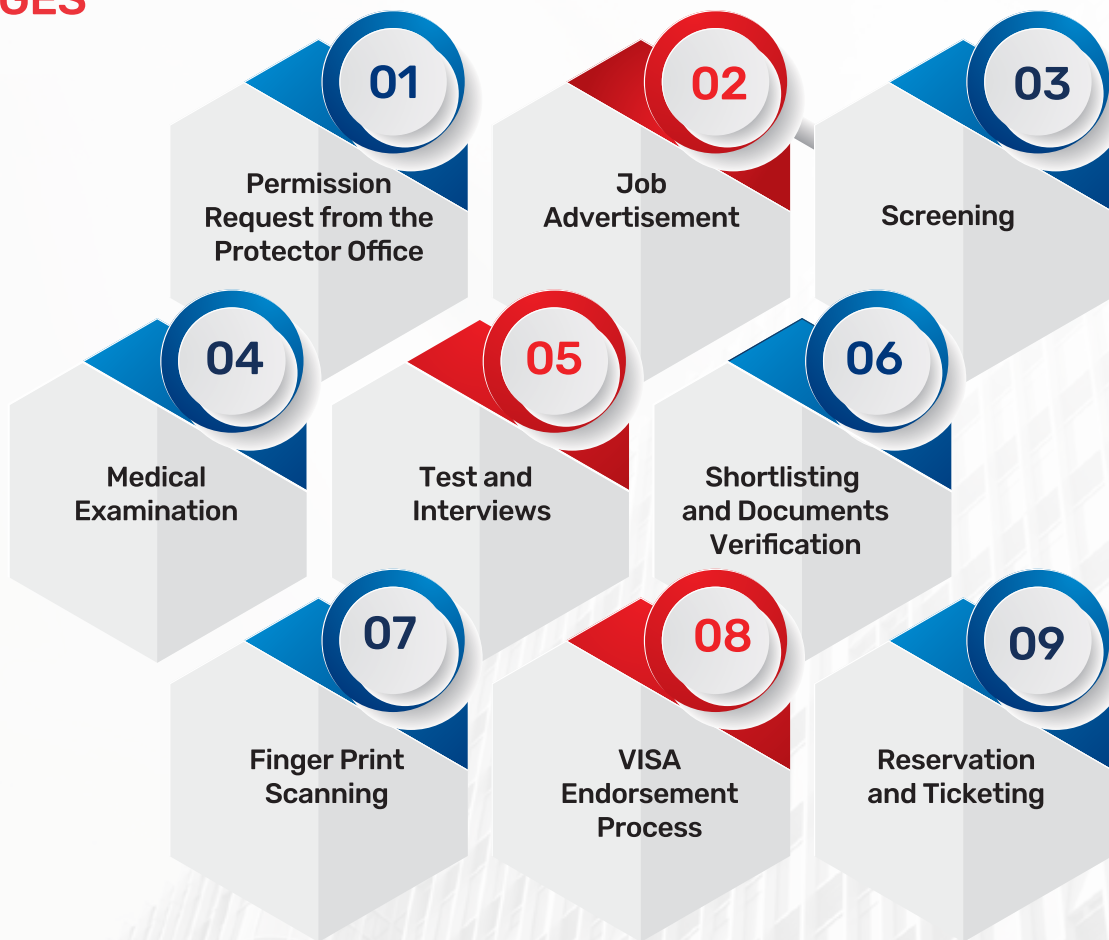 01
Permission
Request from the
Protector Office
02
Job
Advertisement
03
Screening
04
Medical
Examination
05
Test and
Interviews
06
Shortlisting
and Documents
Verification
07
Finger Print
Scanning
08
VISA
Endorsement
Process
09
Reservation
and Ticketing